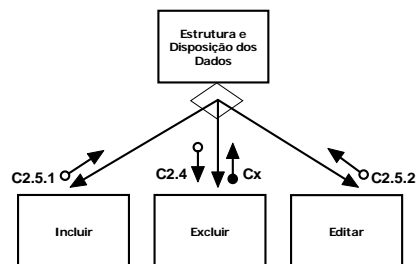 Estrutura e
Disposição dos
Dados
C2.5.1
C2.4
Cx
C2.5.2
Incluir
Excluir
Editar